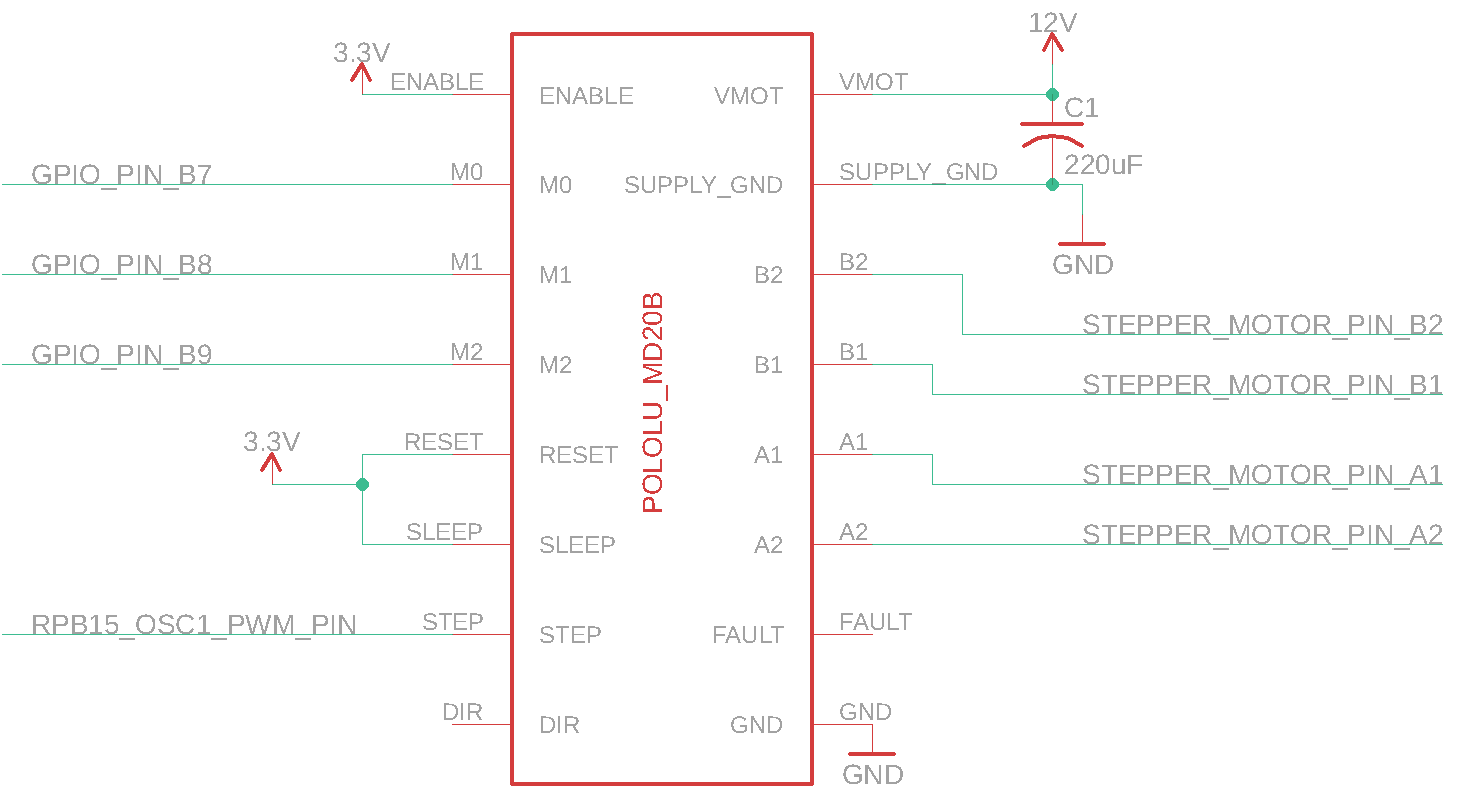 12V
3.3V
ENABLE
ENABLE
VMOT
VMOT
C1
220uF
GPIO_PIN_B7
M0
M0
SUPPLY_GND
SUPPLY_GND
GND
GPIO_PIN_B8
M1
M1
B2
B2
STEPPER_MOTOR_PIN_B2
GPIO_PIN_B9
M2
M2
POLOLU_MD20B
B1
B1
STEPPER_MOTOR_PIN_B1
3.3V
RESET
RESET
A1
A1
STEPPER_MOTOR_PIN_A1
SLEEP
SLEEP
A2
A2
STEPPER_MOTOR_PIN_A2
RPB15_OSC1_PWM_PIN
STEP
STEP
FAULT
FAULT
DIR
DIR
GND
GND
GND